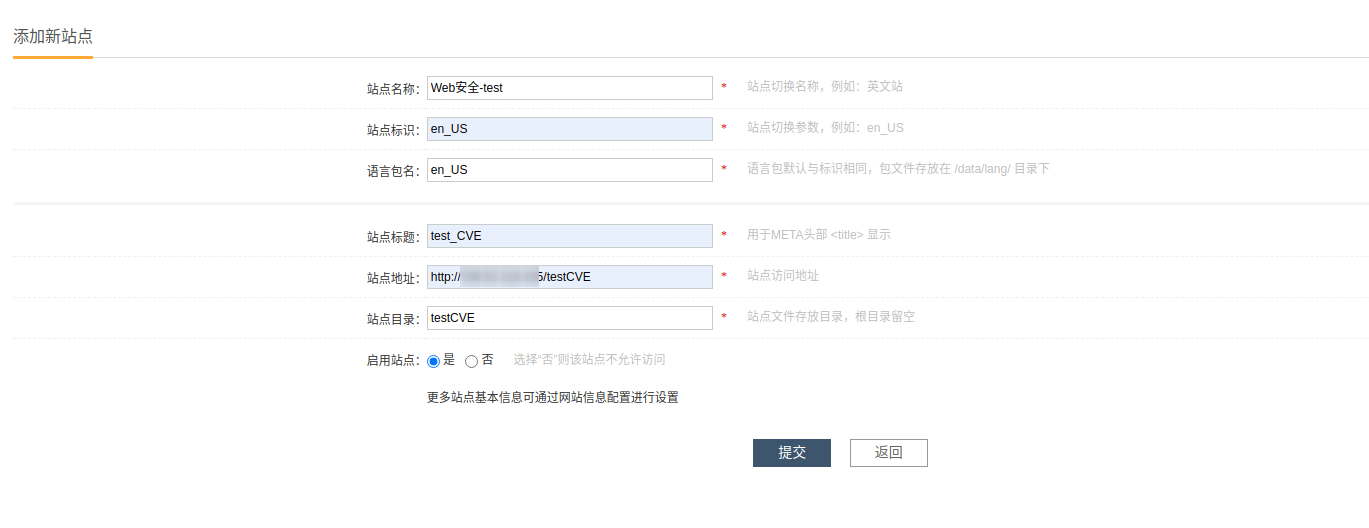 添加新站点
站点名称： Web安全-test * 站点切换名称，例如：英文站
站点标识： en_US * 站点切换参数，例如：en_US
语言包名： en_US * 语言包默认与标识相同，包文件存放在 /data/lang/ 目录下
站点标题： test_CVE * 用于META头部 <title> 显示
站点地址： http:// 5/testCVE * 站点访问地址
站点目录： testCVE * 站点文件存放目录，根目录留空
启用站点： 是 否 选择“否”则该站点不允许访问
更多站点基本信息可通过网站信息配置进行设置
提交 返回